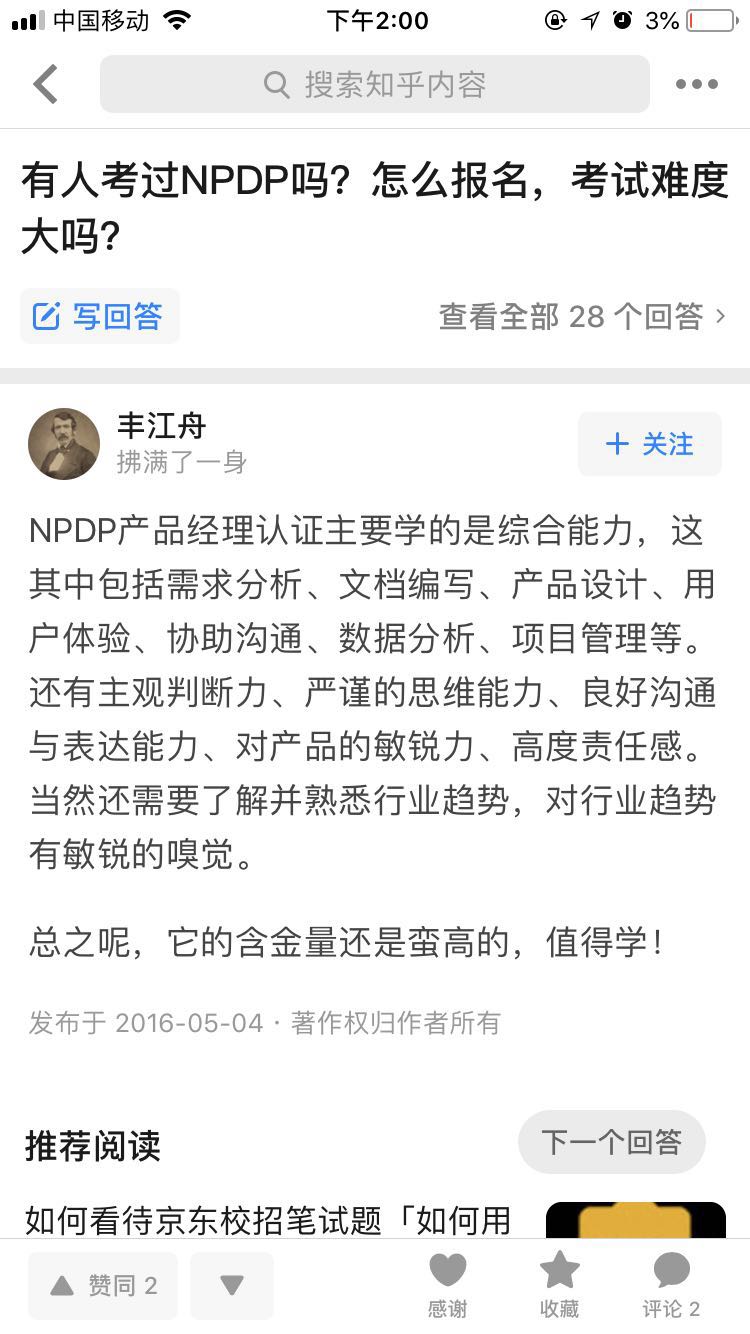 中国移动
下午2:00
3%
搜索知乎内容
有人考过NPDP吗？怎么报名，考试难度
大吗？
写回答
查看全部 28 个回答 >
丰江舟
拂满了一身
+ 关注
NPDP产品经理认证主要学的是综合能力，这
其中包括需求分析、文档编写、产品设计、用
户体验、协助沟通、数据分析、项目管理等。
还有主观判断力、严谨的思维能力、良好沟通
与表达能力、对产品的敏锐力、高度责任感。
当然还需要了解并熟悉行业趋势，对行业趋势
有敏锐的嗅觉。
总之呢，它的含金量还是蛮高的，值得学！
发布于 2016-05-04 · 著作权归作者所有
推荐阅读
下一个回答
如何看待京东校招笔试题「如何用
赞同 2
感谢
收藏
评论 2